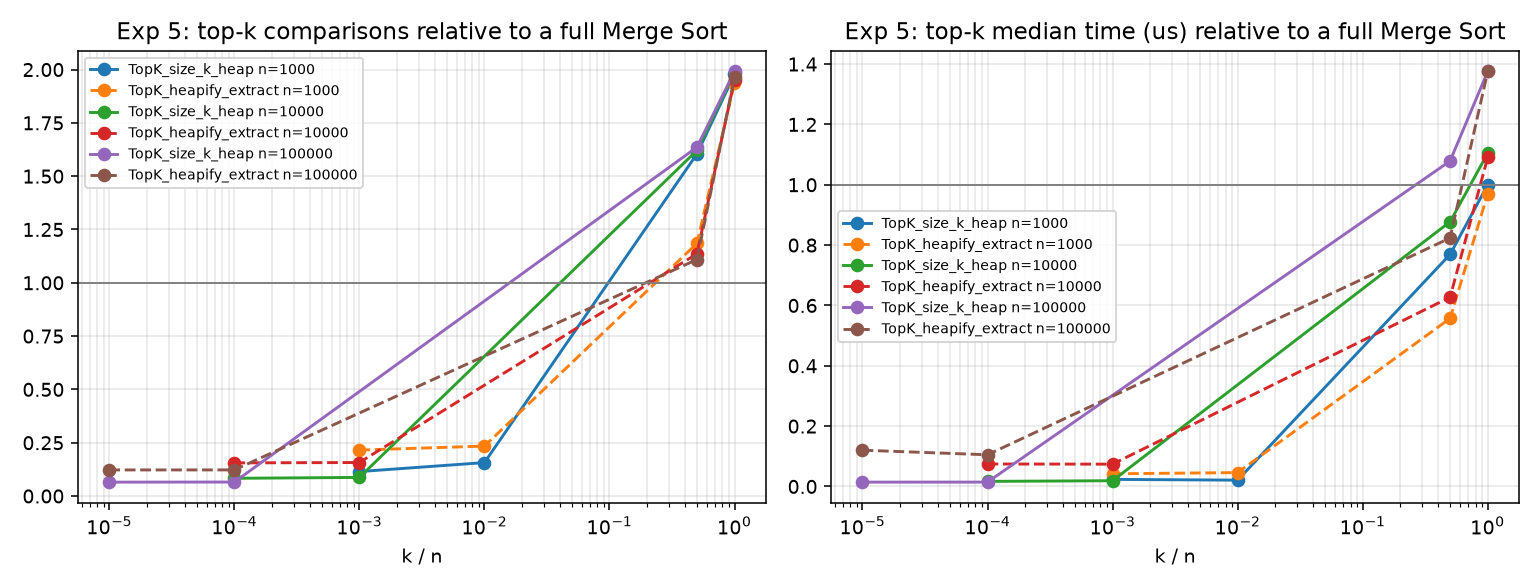 Exp 5: top-k comparisons relative to a full Merge Sort
2.00
1.75
1.50
1.25
1.00
0.75
0.50
0.25
0.00
TopK_size_k_heap n=1000
TopK_heapify_extract n=1000
TopK_size_k_heap n=10000
TopK_heapify_extract n=10000
TopK_size_k_heap n=100000
TopK_heapify_extract n=100000
10⁻⁵ 10⁻⁴ 10⁻³ 10⁻² 10⁻¹ 10⁰
k / n
Exp 5: top-k median time (us) relative to a full Merge Sort
1.4
1.2
1.0
0.8
0.6
0.4
0.2
0.0
TopK_size_k_heap n=1000
TopK_heapify_extract n=1000
TopK_size_k_heap n=10000
TopK_heapify_extract n=10000
TopK_size_k_heap n=100000
TopK_heapify_extract n=100000
10⁻⁵ 10⁻⁴ 10⁻³ 10⁻² 10⁻¹ 10⁰
k / n